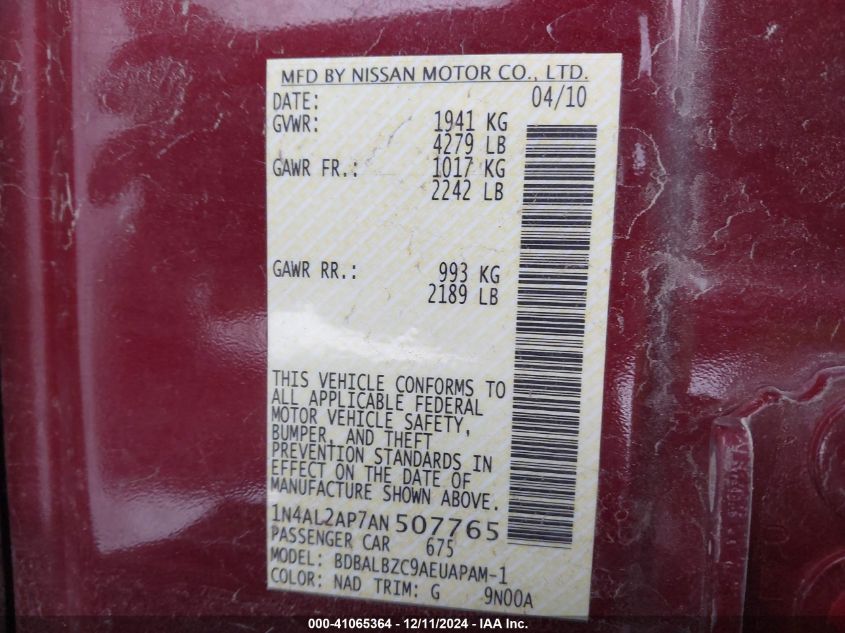 MFD BY NISSAN MOTOR CO., LTD.
DATE: 04/10
GVWR: 1941 KG
4279 LB
GAWR FR.: 1017 KG
2242 LB
GAWR RR.: 993 KG
2189 LB
THIS VEHICLE CONFORMS TO
ALL APPLICABLE FEDERAL
MOTOR VEHICLE SAFETY,
BUMPER, AND THEFT
PREVENTION STANDARDS IN
EFFECT ON THE DATE OF
MANUFACTURE SHOWN ABOVE.
1N4AL2AP7AN507765
PASSENGER CAR 675
MODEL: BDBALBZC9AEUAPAM-1
COLOR: NAD TRIM: G 9N00A
000-41065364 - 12/11/2024 - IAA Inc.